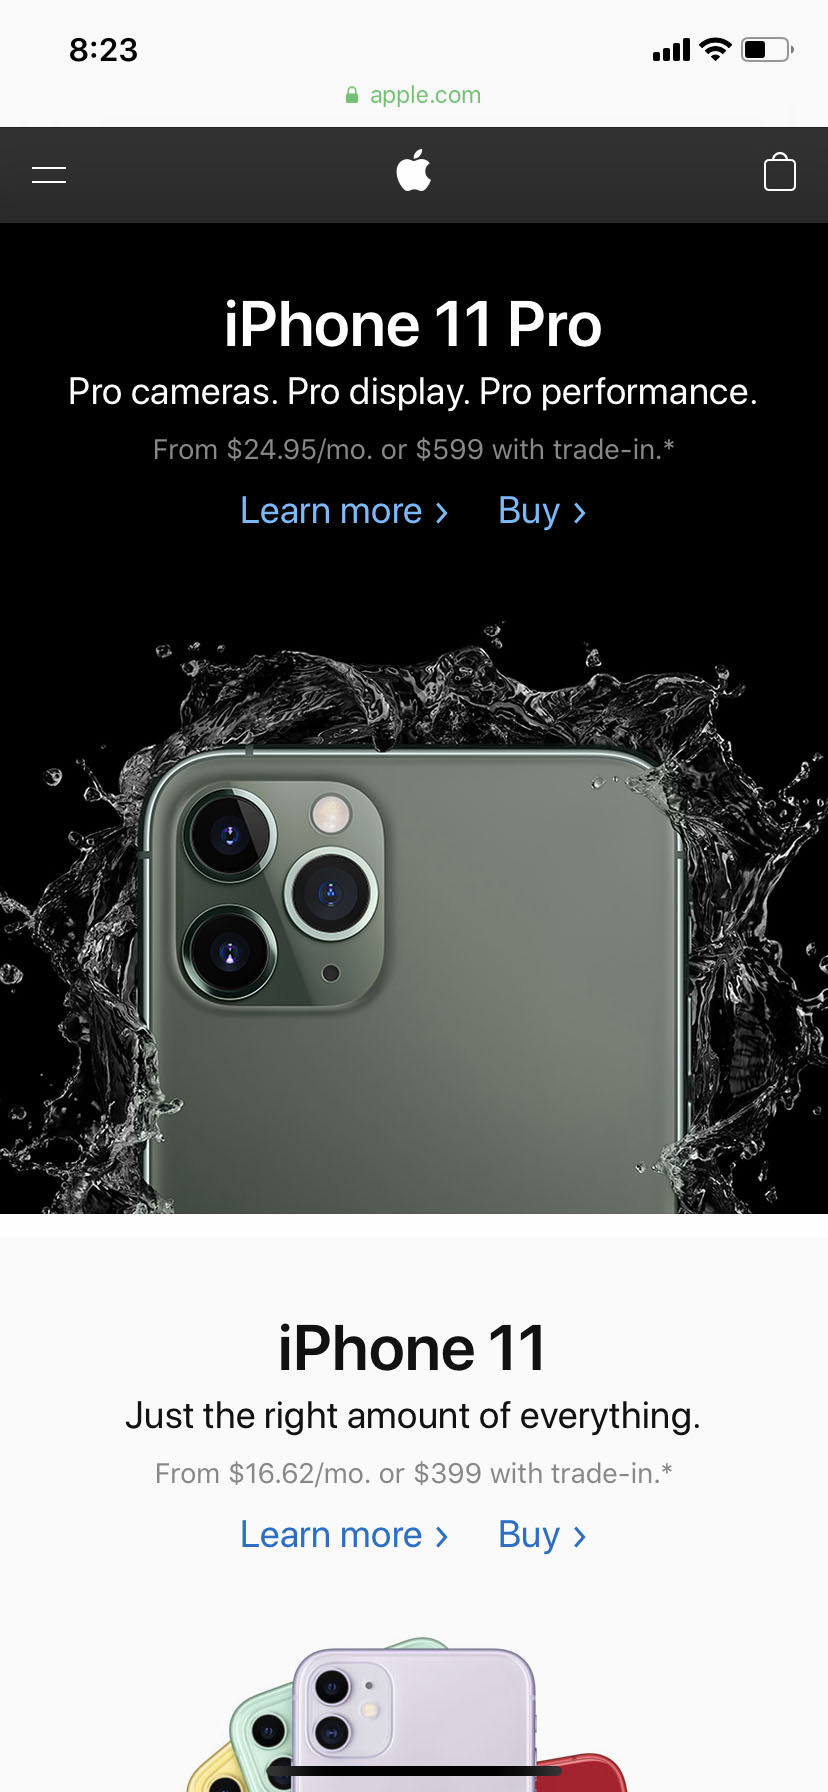 8:23
apple.com
iPhone 11 Pro
Pro cameras. Pro display. Pro performance.
From $24.95/mo. or $599 with trade-in.*
Learn more > Buy >
iPhone 11
Just the right amount of everything.
From $16.62/mo. or $399 with trade-in.*
Learn more > Buy >